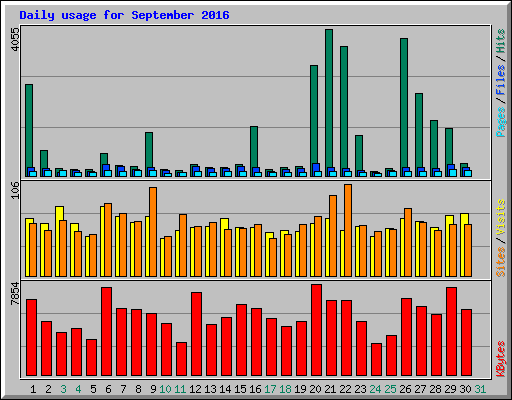 Daily usage for September 2016
4055
Pages / Files / Hits
106
Sites / Visits
7854
KBytes
1 2 3 4 5 6 7 8 9 10 11 12 13 14 15 16 17 18 19 20 21 22 23 24 25 26 27 28 29 30 31